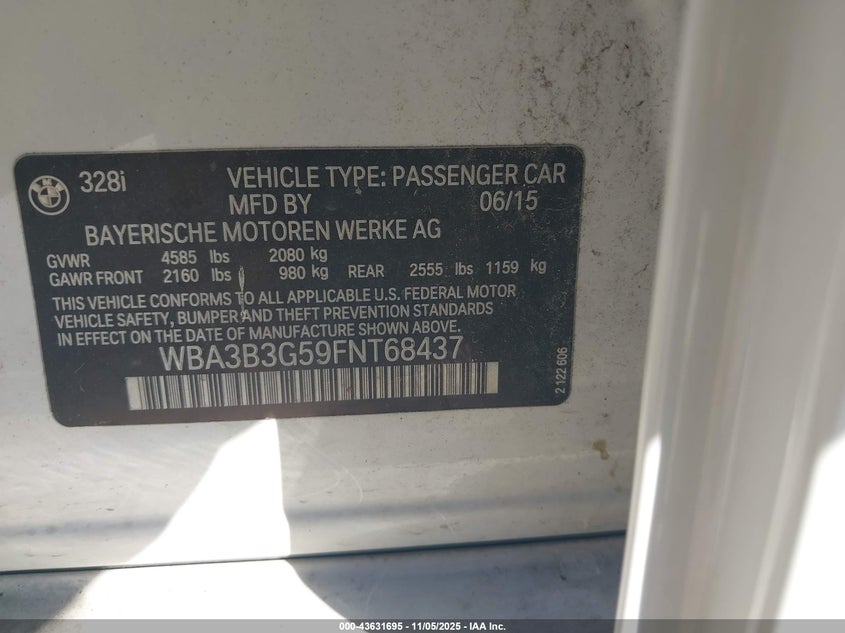 BMW
328i VEHICLE TYPE: PASSENGER CAR
MFD BY 06/15
BAYERISCHE MOTOREN WERKE AG
GVWR 4585 lbs 2080 kg
GAWR FRONT 2160 lbs 980 kg REAR 2555 lbs 1159 kg
THIS VEHICLE CONFORMS TO ALL APPLICABLE U.S. FEDERAL MOTOR
VEHICLE SAFETY, BUMPER AND THEFT PREVENTION STANDARDS
IN EFFECT ON THE DATE OF MANUFACTURE SHOWN ABOVE.
WBA3B3G59FNT68437
2 122 606
000-43631695 - 11/05/2025 - IAA Inc.